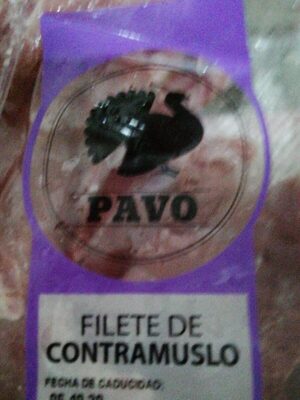 PAVO
FILETE DE
CONTRAMUSLO
FECHA DE CADUCIDAD: